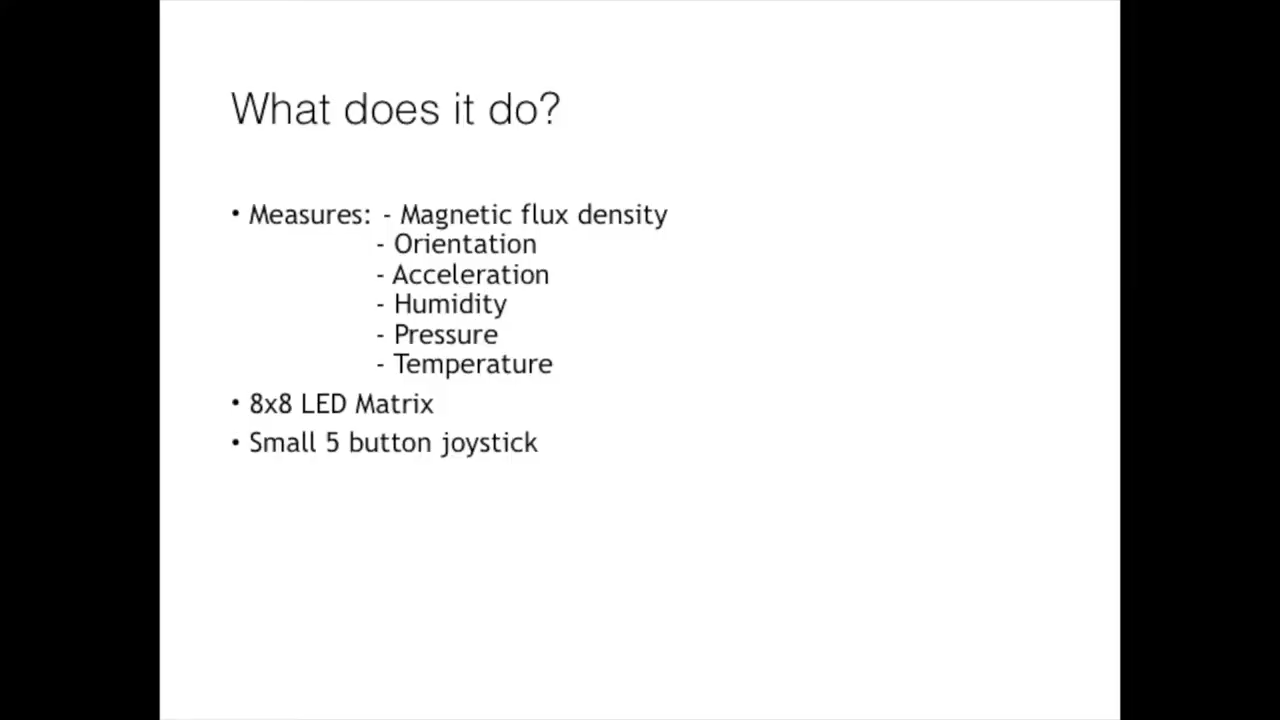 What does it do?
• Measures: - Magnetic flux density
- Orientation
- Acceleration
- Humidity
- Pressure
- Temperature
• 8x8 LED Matrix
• Small 5 button joystick